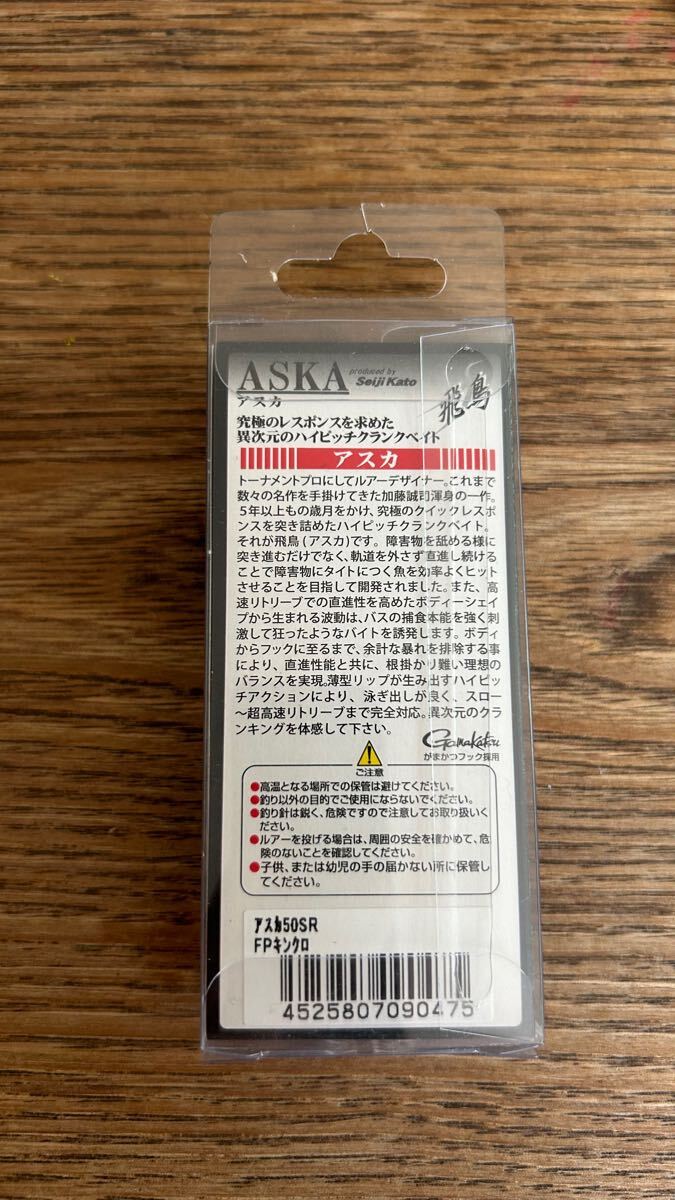 ASKA produced by Seiji Kato
アスカ
飛鳥
究極のレスポンスを求めた
異次元のハイピッチクランクベイト
アスカ
トーナメントプロにしてルアーデザイナー。これまで
数々の名作を手掛けてきた加藤誠司渾身の一作。
5年以上もの歳月をかけ、究極のクイックレスポ
ンスを突き詰めたハイピッチクランクベイト。
それが飛鳥(アスカ)です。障害物を舐める様に
突き進むだけでなく、軌道を外さず直進し続ける
ことで障害物にタイトにつく魚を効率よくヒット
させることを目指して開発されました。また、高
速リトリーブでの直進性を高めたボディーシェイ
プから生まれる波動は、バスの捕食本能を強く刺
激して狂ったようなバイトを誘発します。ボディ
からフックに至るまで、余計な暴れを排除する事
により、直進性能と共に、根掛かり難い理想の
バランスを実現。薄型リップが生み出すハイピッ
チアクションにより、泳ぎ出しが良く、スロー
～超高速リトリーブまで完全対応。異次元のクラ
ンキングを体感して下さい。
Gamakatsu
がまかつフック採用
ご注意
●高温となる場所での保管は避けてください。
●釣り以外の目的でご使用にならないでください。
●釣り針は鋭く、危険ですので注意してお取り扱いく
ださい。
●ルアーを投げる場合は、周囲の安全を確かめて、危
険のないことを確認してください。
●子供、または幼児の手の届かない所に保管し
てください。
アスカ50SR
FPキンクロ
4525807090475